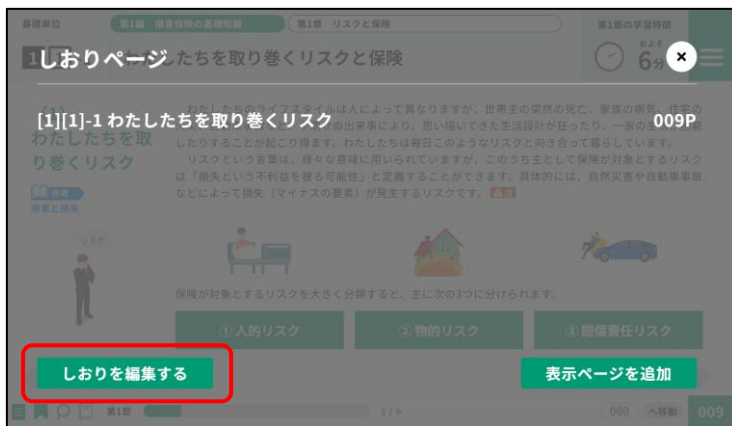 基礎単位 第1編 損害保険の基礎知識 第1章 リスクと保険 第1節の学習時間
1 しおりページ わたしたちを取り巻くリスクと保険 およそ 6分 ×
[1][1]-1 わたしたちを取り巻くリスク 009P
(1)
わたしたちを取
り巻くリスク
参考
損害と損失
わたしたちのライフスタイルは人によって異なりますが、世帯主の突然の死亡、家族の病気、住宅の
ぬ出来事により、思い描いてきた生活設計が狂ったり、一家の
したりすることが起こり得ます。わたしたちは毎日このようなリスクと向き合って暮らしています。
リスクという言葉は、様々な意味に用いられていますが、このうち主として保険が対象とするリスク
は「損失という不利益を被る可能性」と定義することができます。具体的には、自然災害や自動車事故
などによって損失(マイナスの要素)が発生するリスクです。
リスク
保険が対象とするリスクを大きく分類すると、主に次の3つに分けられます。
①人的リスク ②物的リスク ③賠償責任リスク
しおりを編集する 表示ページを追加
第1節 1/6 000 へ移動 009